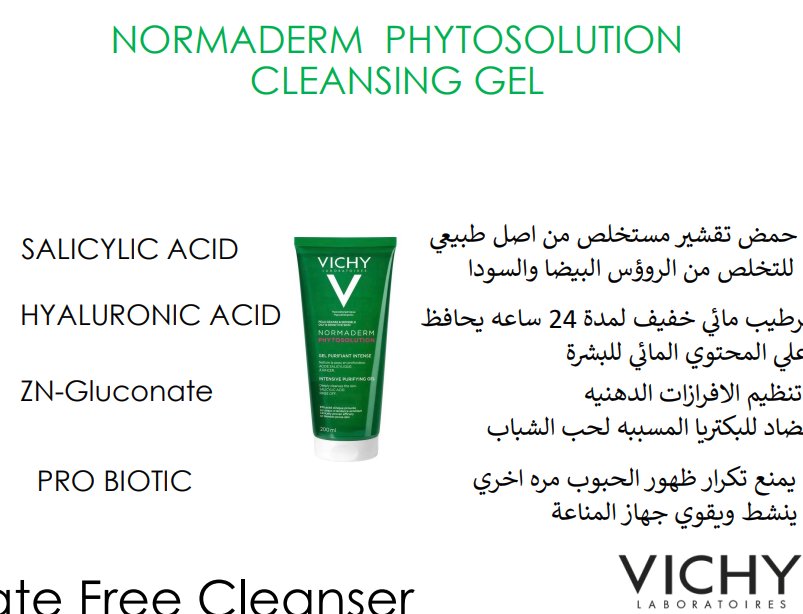 NORMADERM PHYTOSOLUTION
CLEANSING GEL
SALICYLIC ACID
حمض تقشير مستخلص من اصل طبيعي
للتخلص من الروؤس البيضا والسودا
HYALURONIC ACID
رطيب مائي خفيف لمدة 24 ساعه يحافظ
علي المحتوي المائي للبشرة
ZN-Gluconate
تنظيم الافرازات الدهنيه
ضاد للبكتريا المسببه لحب الشباب
PRO BIOTIC
يمنع تكرار ظهور الحبوب مره اخري
ينشط ويقوي جهاز المناعة
VICHY
LABORATOIRES
NORMADERM
PHYTOSOLUTION
GEL PURIFIANT INTENSE
INTENSIVE PURIFYING GEL
200ml
ate Free Cleanser
VICHY
LABORATOIRES